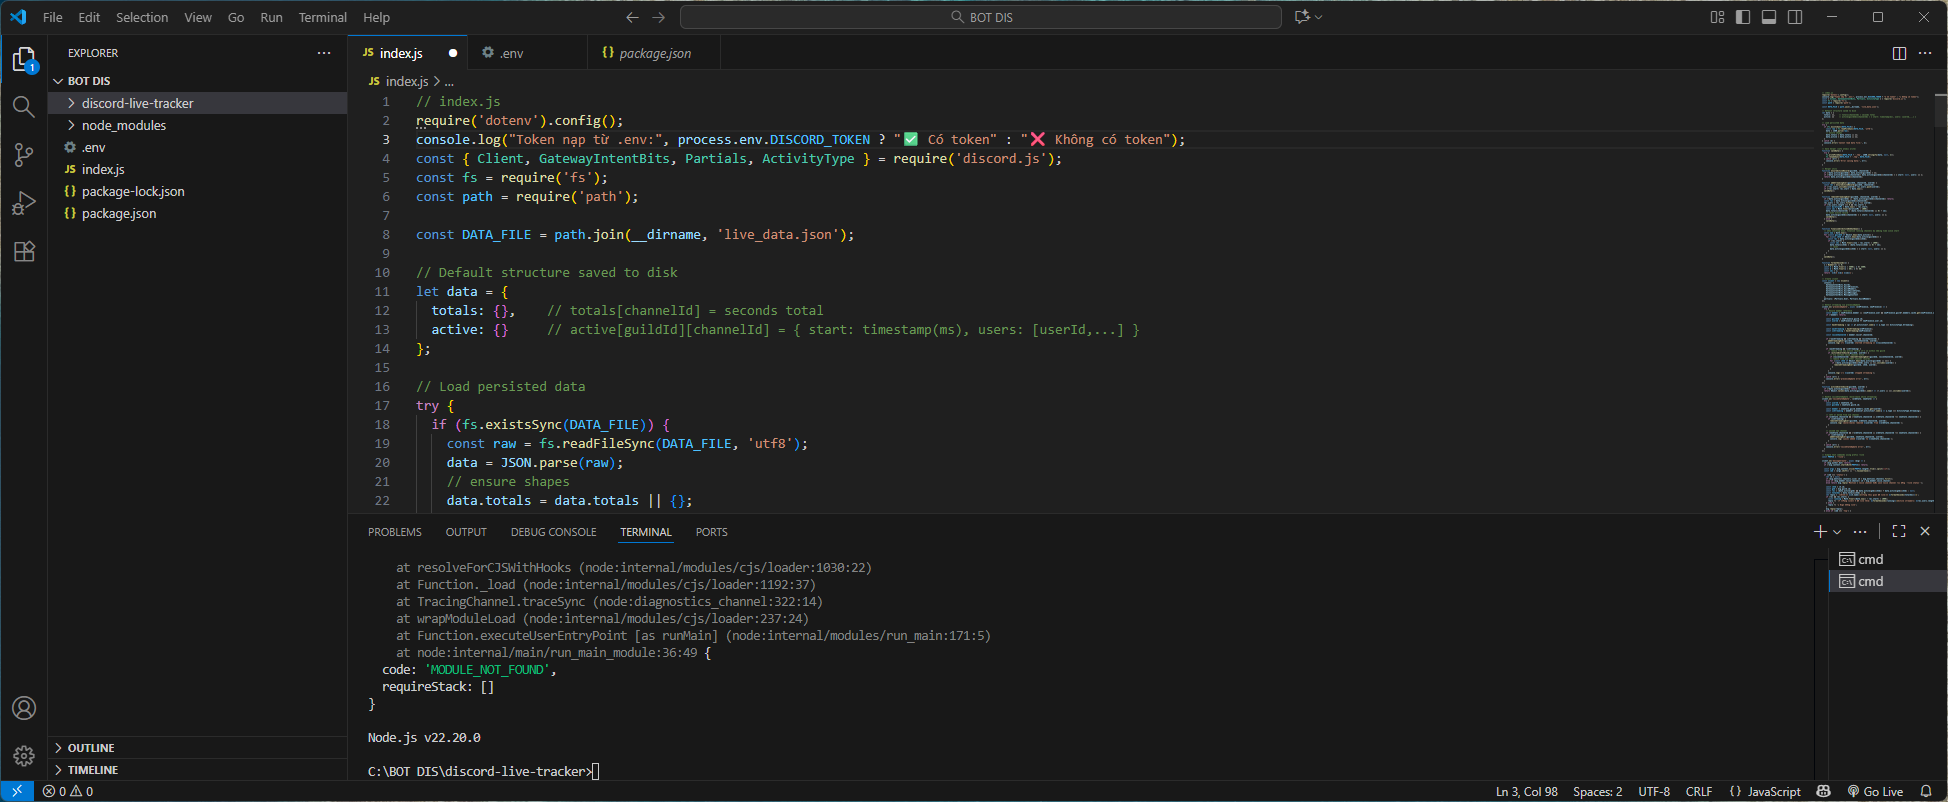 File Edit Selection View Go Run Terminal Help
BOT DIS
EXPLORER
BOT DIS
discord-live-tracker
node_modules
.env
JS index.js
{} package-lock.json
{} package.json
OUTLINE
TIMELINE
1
JS index.js
.env
{} package.json
JS index.js > ...
1 // index.js
2 require('dotenv').config();
3 console.log("Token nạp từ .env:", process.env.DISCORD_TOKEN ? "✅ Có token" : "❌ Không có token");
4 const { Client, GatewayIntentBits, Partials, ActivityType } = require('discord.js');
5 const fs = require('fs');
6 const path = require('path');
7
8 const DATA_FILE = path.join(__dirname, 'live_data.json');
9
10 // Default structure saved to disk
11 let data = {
12 totals: {}, // totals[channelId] = seconds total
13 active: {} // active[guildId][channelId] = { start: timestamp(ms), users: [userId,...] }
14 };
15
16 // Load persisted data
17 try {
18 if (fs.existsSync(DATA_FILE)) {
19 const raw = fs.readFileSync(DATA_FILE, 'utf8');
20 data = JSON.parse(raw);
21 // ensure shapes
22 data.totals = data.totals || {};
PROBLEMS OUTPUT DEBUG CONSOLE TERMINAL PORTS
at resolveForCJSWithHooks (node:internal/modules/cjs/loader:1030:22)
at Function._load (node:internal/modules/cjs/loader:1192:37)
at TracingChannel.traceSync (node:diagnostics_channel:322:14)
at wrapModuleLoad (node:internal/modules/cjs/loader:237:24)
at Function.executeUserEntryPoint [as runMain] (node:internal/modules/run_main:171:5)
at node:internal/main/run_main_module:36:49 {
code: 'MODULE_NOT_FOUND',
requireStack: []
}
Node.js v22.20.0
C:\BOT DIS\discord-live-tracker>
cmd
cmd
0 0
Ln 3, Col 98 Spaces: 2 UTF-8 CRLF {} JavaScript Go Live